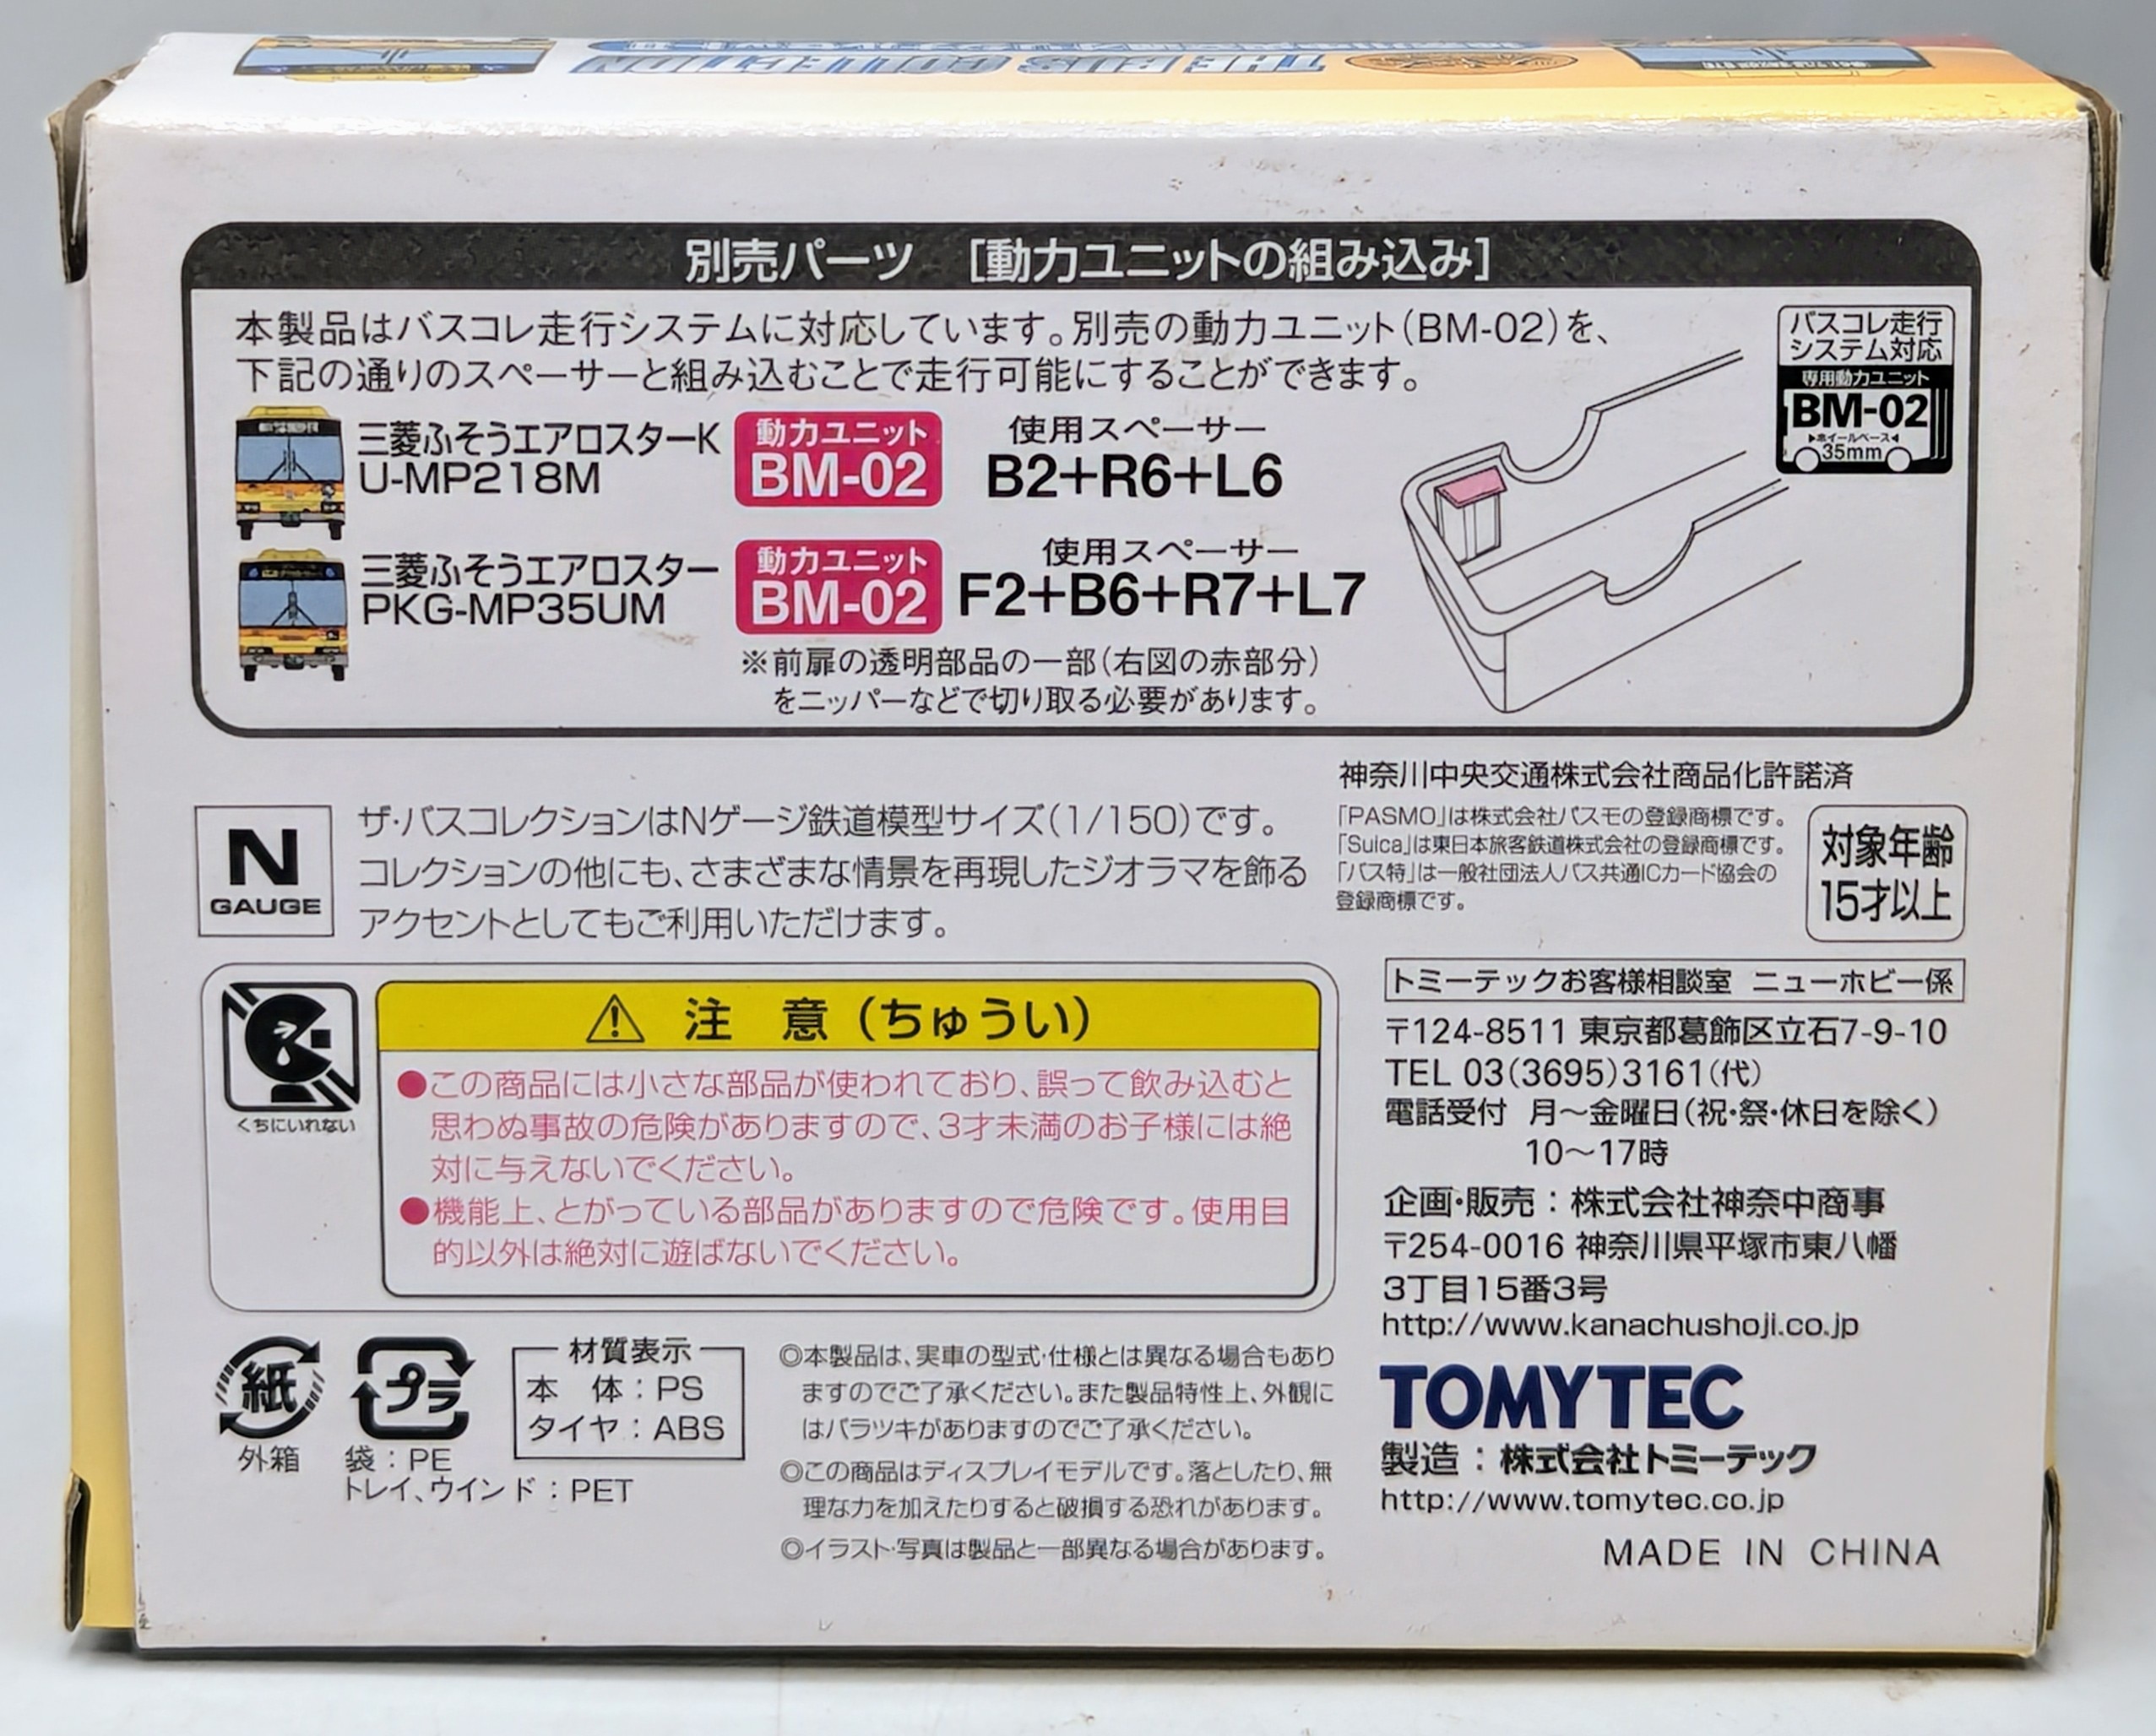 THE BUS COLLECTION
別売パーツ [動力ユニットの組み込み]
本製品はバスコレ走行システムに対応しています。別売の動力ユニット(BM-02)を、
下記の通りのスペーサーと組み込むことで走行可能にすることができます。
バスコレ走行
システム対応
専用動力ユニット
BM-02
▶ホイールベース◀
35mm
三菱ふそうエアロスターK
U-MP218M
動力ユニット
BM-02
使用スペーサー
B2+R6+L6
三菱ふそうエアロスター
PKG-MP35UM
動力ユニット
BM-02
使用スペーサー
F2+B6+R7+L7
※前扉の透明部品の一部(右図の赤部分)
をニッパーなどで切り取る必要があります。
N
GAUGE
ザ・バスコレクションはNゲージ鉄道模型サイズ(1/150)です。
コレクションの他にも、さまざまな情景を再現したジオラマを飾る
アクセントとしてもご利用いただけます。
神奈川中央交通株式会社商品化許諾済
「PASMO」は株式会社パスモの登録商標です。
「Suica」は東日本旅客鉄道株式会社の登録商標です。
「バス特」は一般社団法人バス共通ICカード協会の
登録商標です。
対象年齢
15才以上
くちにいれない
⚠ 注 意(ちゅうい)
●この商品には小さな部品が使われており、誤って飲み込むと
思わぬ事故の危険がありますので、3才未満のお子様には絶
対に与えないでください。
●機能上、とがっている部品がありますので危険です。使用目
的以外は絶対に遊ばないでください。
トミーテックお客様相談室 ニューホビー係
〒124-8511 東京都葛飾区立石7-9-10
TEL 03(3695)3161(代)
電話受付 月〜金曜日(祝・祭・休日を除く)
10〜17時
企画・販売:株式会社神奈中商事
〒254-0016 神奈川県平塚市東八幡
3丁目15番3号
http://www.kanachushoji.co.jp
TOMYTEC
製造:株式会社トミーテック
http://www.tomytec.co.jp
MADE IN CHINA
紙
外箱
プラ
袋:PE
トレイ、ウインド:PET
材質表示
本 体:PS
タイヤ:ABS
◎本製品は、実車の型式・仕様とは異なる場合もあり
ますのでご了承ください。また製品特性上、外観に
はバラツキがありますのでご了承ください。
◎この商品はディスプレイモデルです。落としたり、無
理な力を加えたりすると破損する恐れがあります。
◎イラスト・写真は製品と一部異なる場合があります。